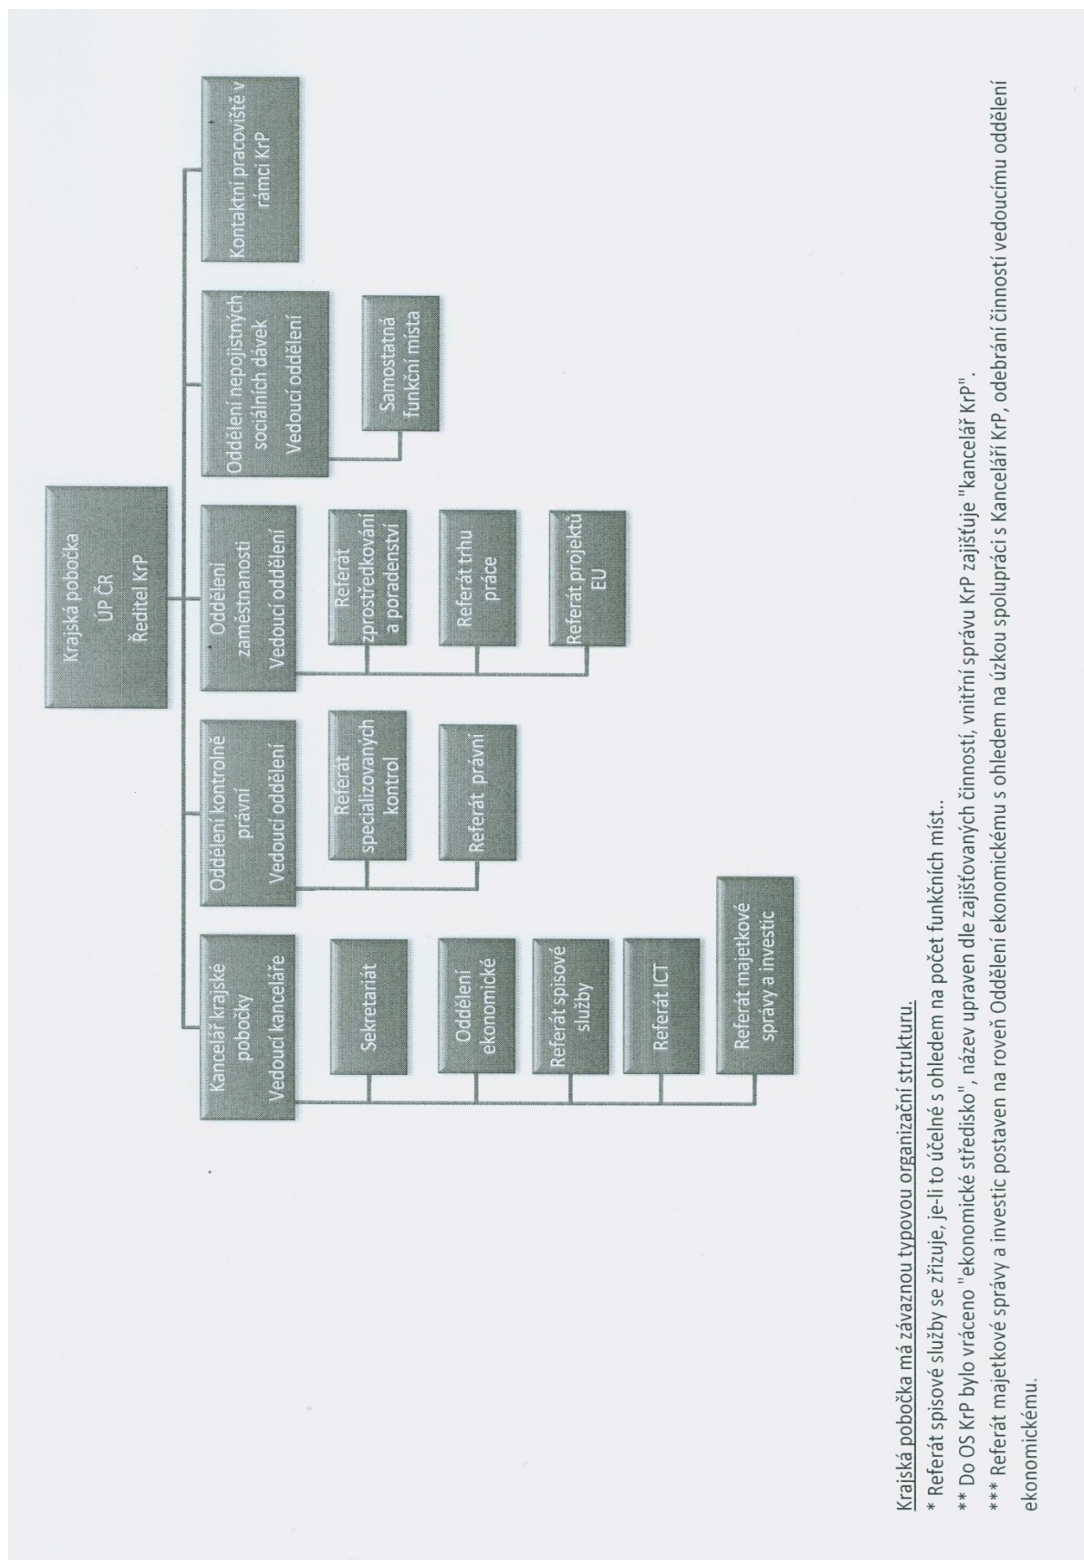 Krajská pobočka
ÚP ČR
Ředitel KrP
Kancelář krajské
pobočky
Vedoucí kanceláře
Sekretariát
Oddělení
ekonomické
Referát spisové
služby
Referát ICT
Referát majetkové
správy a investic
Oddělení kontrolně
právní
Vedoucí oddělení
Referát
specializovaných
kontrol
Referát právní
Oddělení
zaměstnanosti
Vedoucí oddělení
Referát
zprostředkování
a poradenství
Referát trhu
práce
Referát projektů
EU
Oddělení nepojistných
sociálních dávek
Vedoucí oddělení
Samostatná
funkční místa
Kontaktní pracoviště v
rámci KrP
Krajská pobočka má závaznou typovou organizační strukturu.
* Referát spisové služby se zřizuje, je-li to účelné s ohledem na počet funkčních míst..
** Do OS KrP bylo vráceno "ekonomické středisko", název upraven dle zajišťovaných činností, vnitřní správu KrP zajišťuje "kancelář KrP".
*** Referát majetkové správy a investic postaven na roveň Oddělení ekonomickému s ohledem na úzkou spolupráci s Kanceláří KrP, odebrání činností vedoucímu oddělení
ekonomickému.